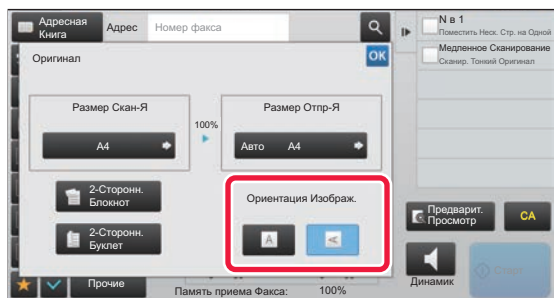 Адресная
Книга
Адрес
Номер факса
N в 1
Поместить Неск. Стр. на Одной
Медленное Сканирование
Сканир. Тонкий Оригинал
Оригинал
OK
Размер Скан-Я
100%
Размер Отпр-Я
A4
Авто A4
2-Сторонн.
Блокнот
Ориентация Изображ.
2-Сторонн.
Буклет
A
A
Предварит.
Просмотр
CA
Прочие
Память приема Факса: 100%
Динамик
Старт